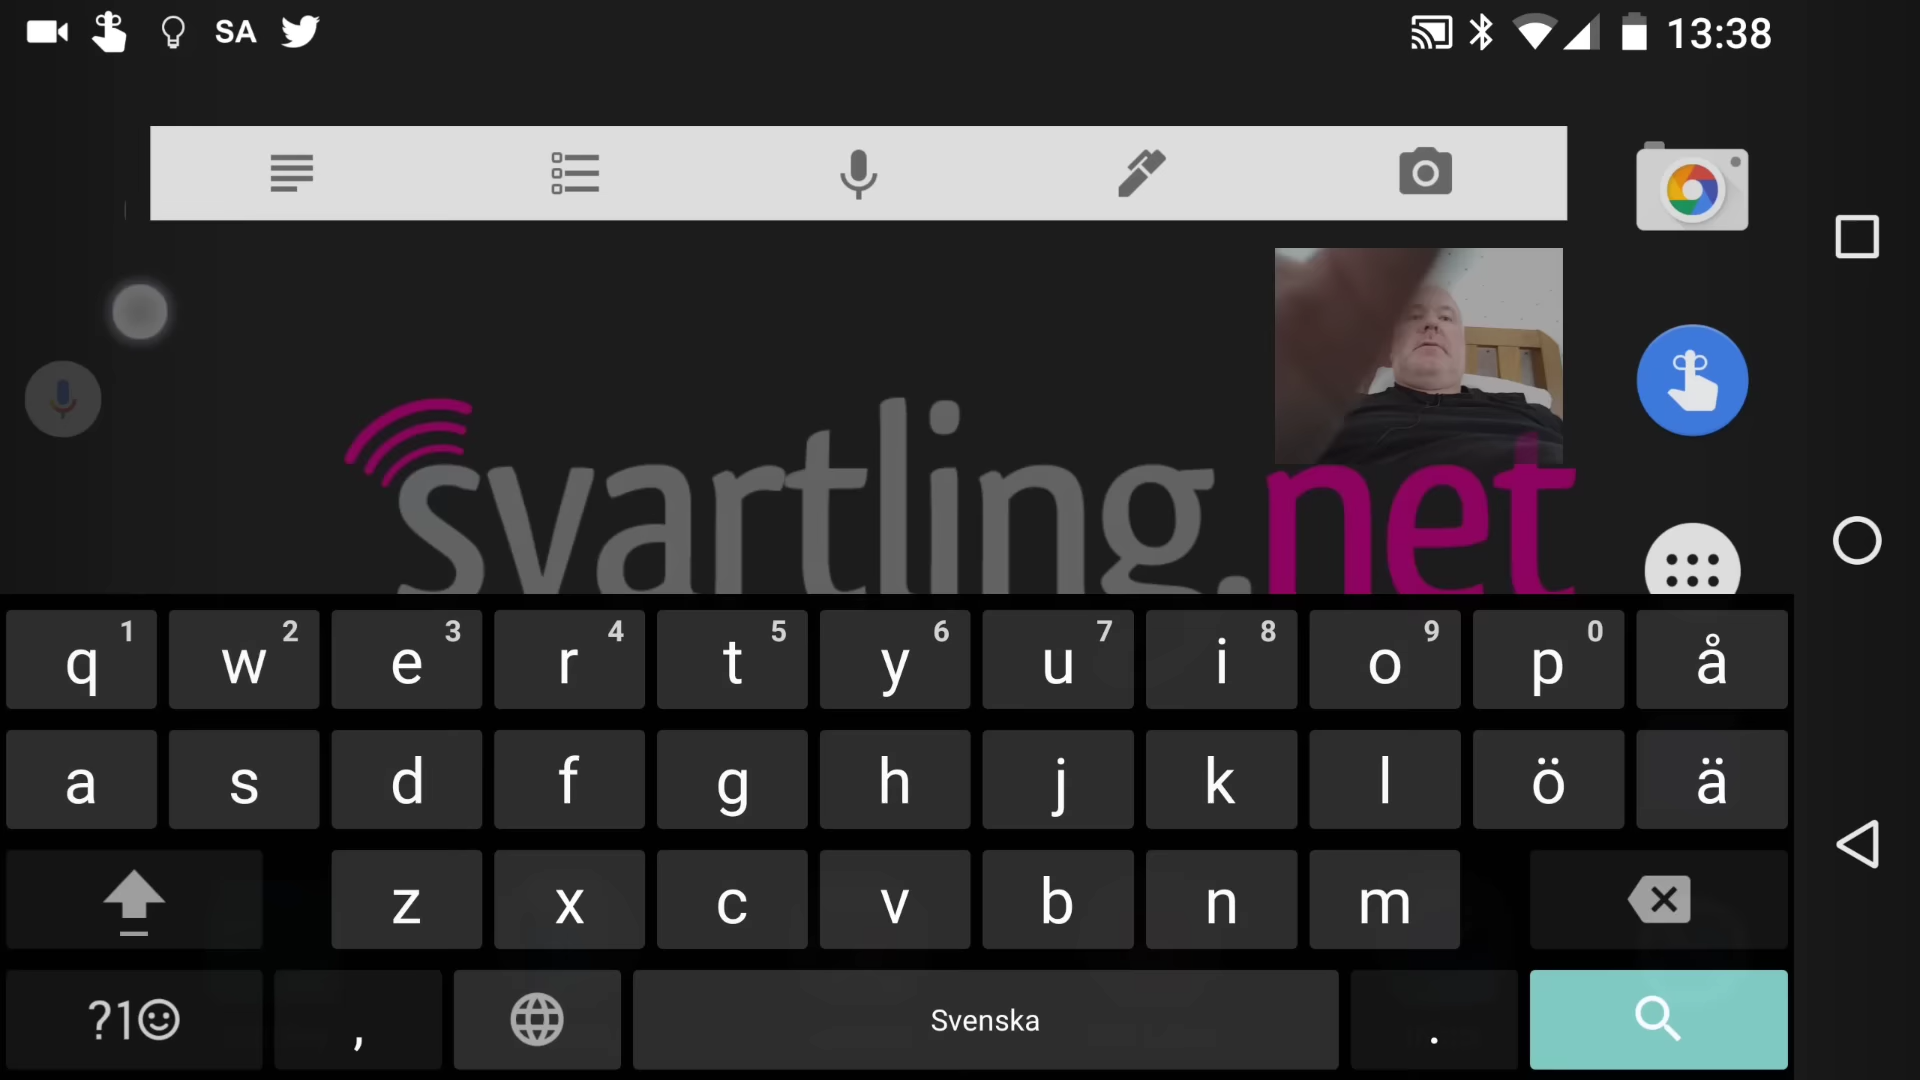 SA 13:38
svartling.net
q 1 w 2 e 3 r 4 t 5 y 6 u 7 i 8 o 9 p 0 å
a s d f g h j k l ö ä
z x c v b n m
?1☺ , Svenska .